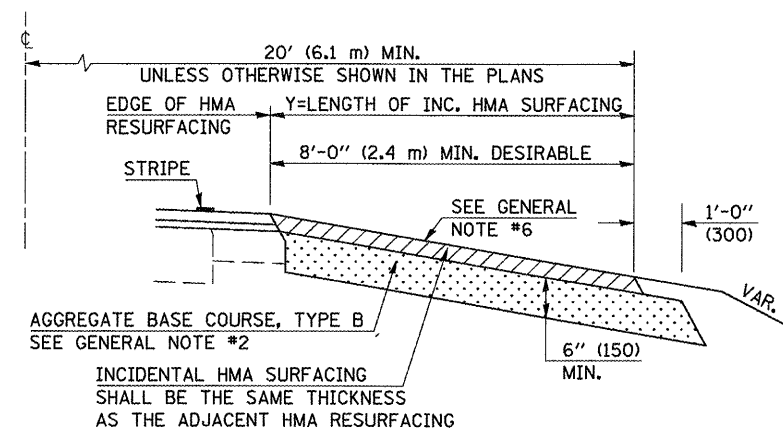 ℄
20' (6.1 m) MIN.
UNLESS OTHERWISE SHOWN IN THE PLANS
EDGE OF HMA
RESURFACING
Y=LENGTH OF INC. HMA SURFACING
8'-0" (2.4 m) MIN. DESIRABLE
STRIPE
SEE GENERAL
NOTE #6
1'-0"
(300)
VAR.
AGGREGATE BASE COURSE, TYPE B
SEE GENERAL NOTE #2
6" (150)
MIN.
INCIDENTAL HMA SURFACING
SHALL BE THE SAME THICKNESS
AS THE ADJACENT HMA RESURFACING